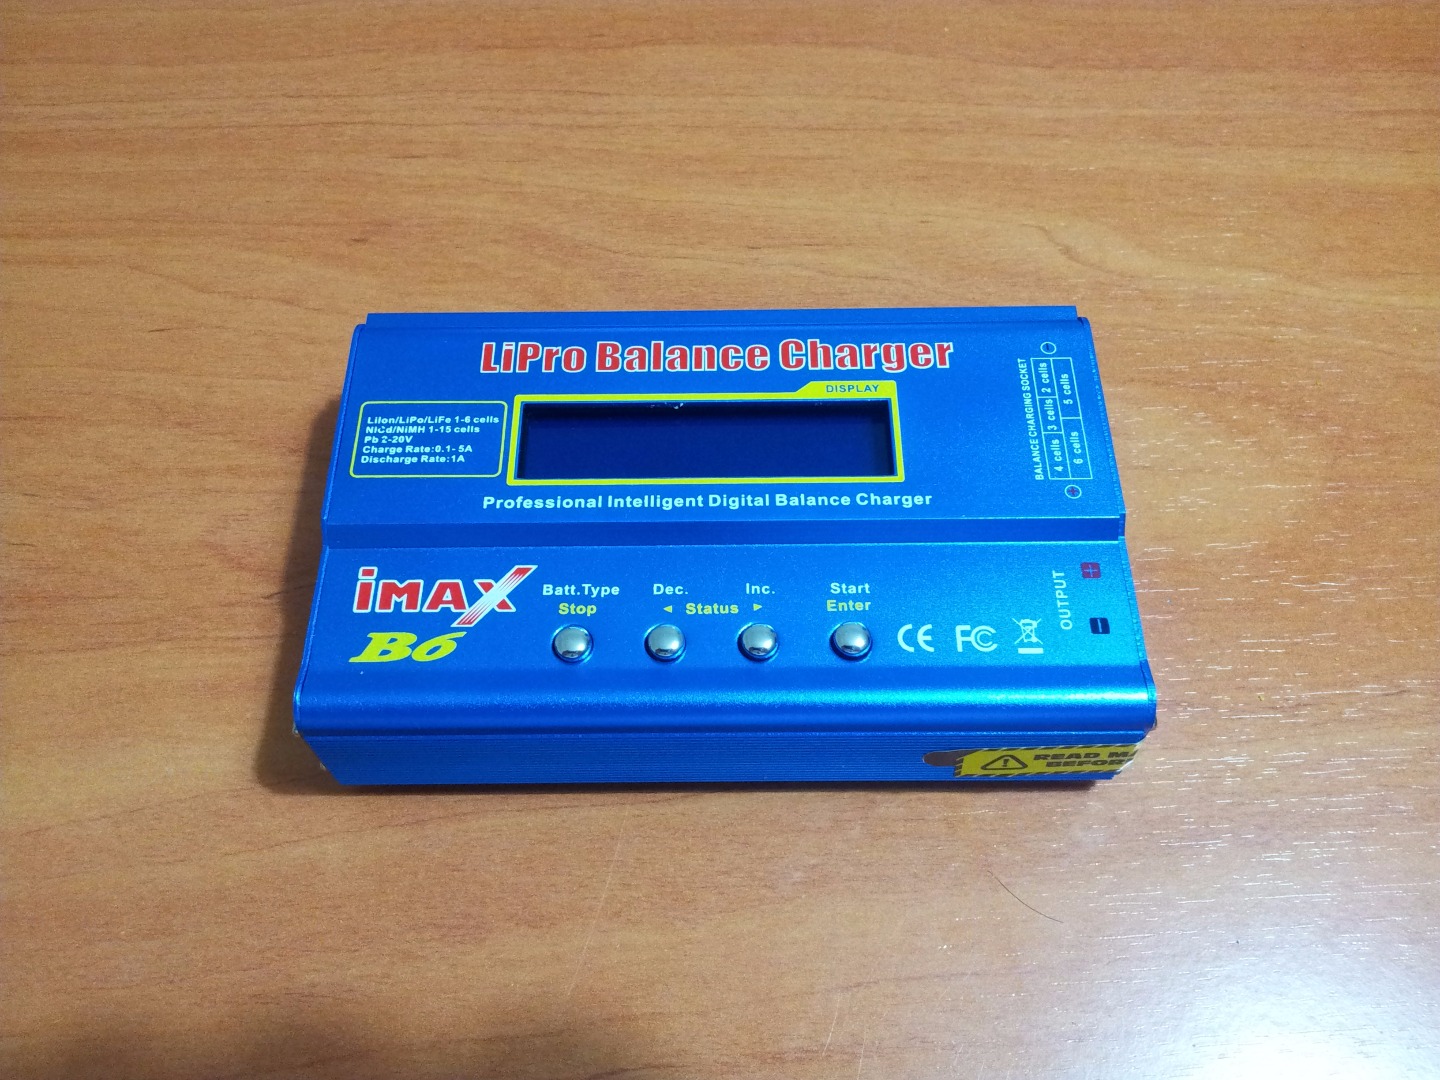 LiPro Balance Charger
DISPLAY
LiIon/LiPo/LiFe 1-6 cells
NiCd/NiMH 1-15 cells
Pb 2-20V
Charge Rate:0.1-5A
Discharge Rate:1A
Professional Intelligent Digital Balance Charger
BALANCE CHARGING SOCKET
4 cells 3 cells 2 cells
6 cells 5 cells
iMAX
B6
Batt.Type Dec. Inc. Start
Stop ◄ Status ► Enter
CE FC
OUTPUT
+
-
READ MA
BEFOR